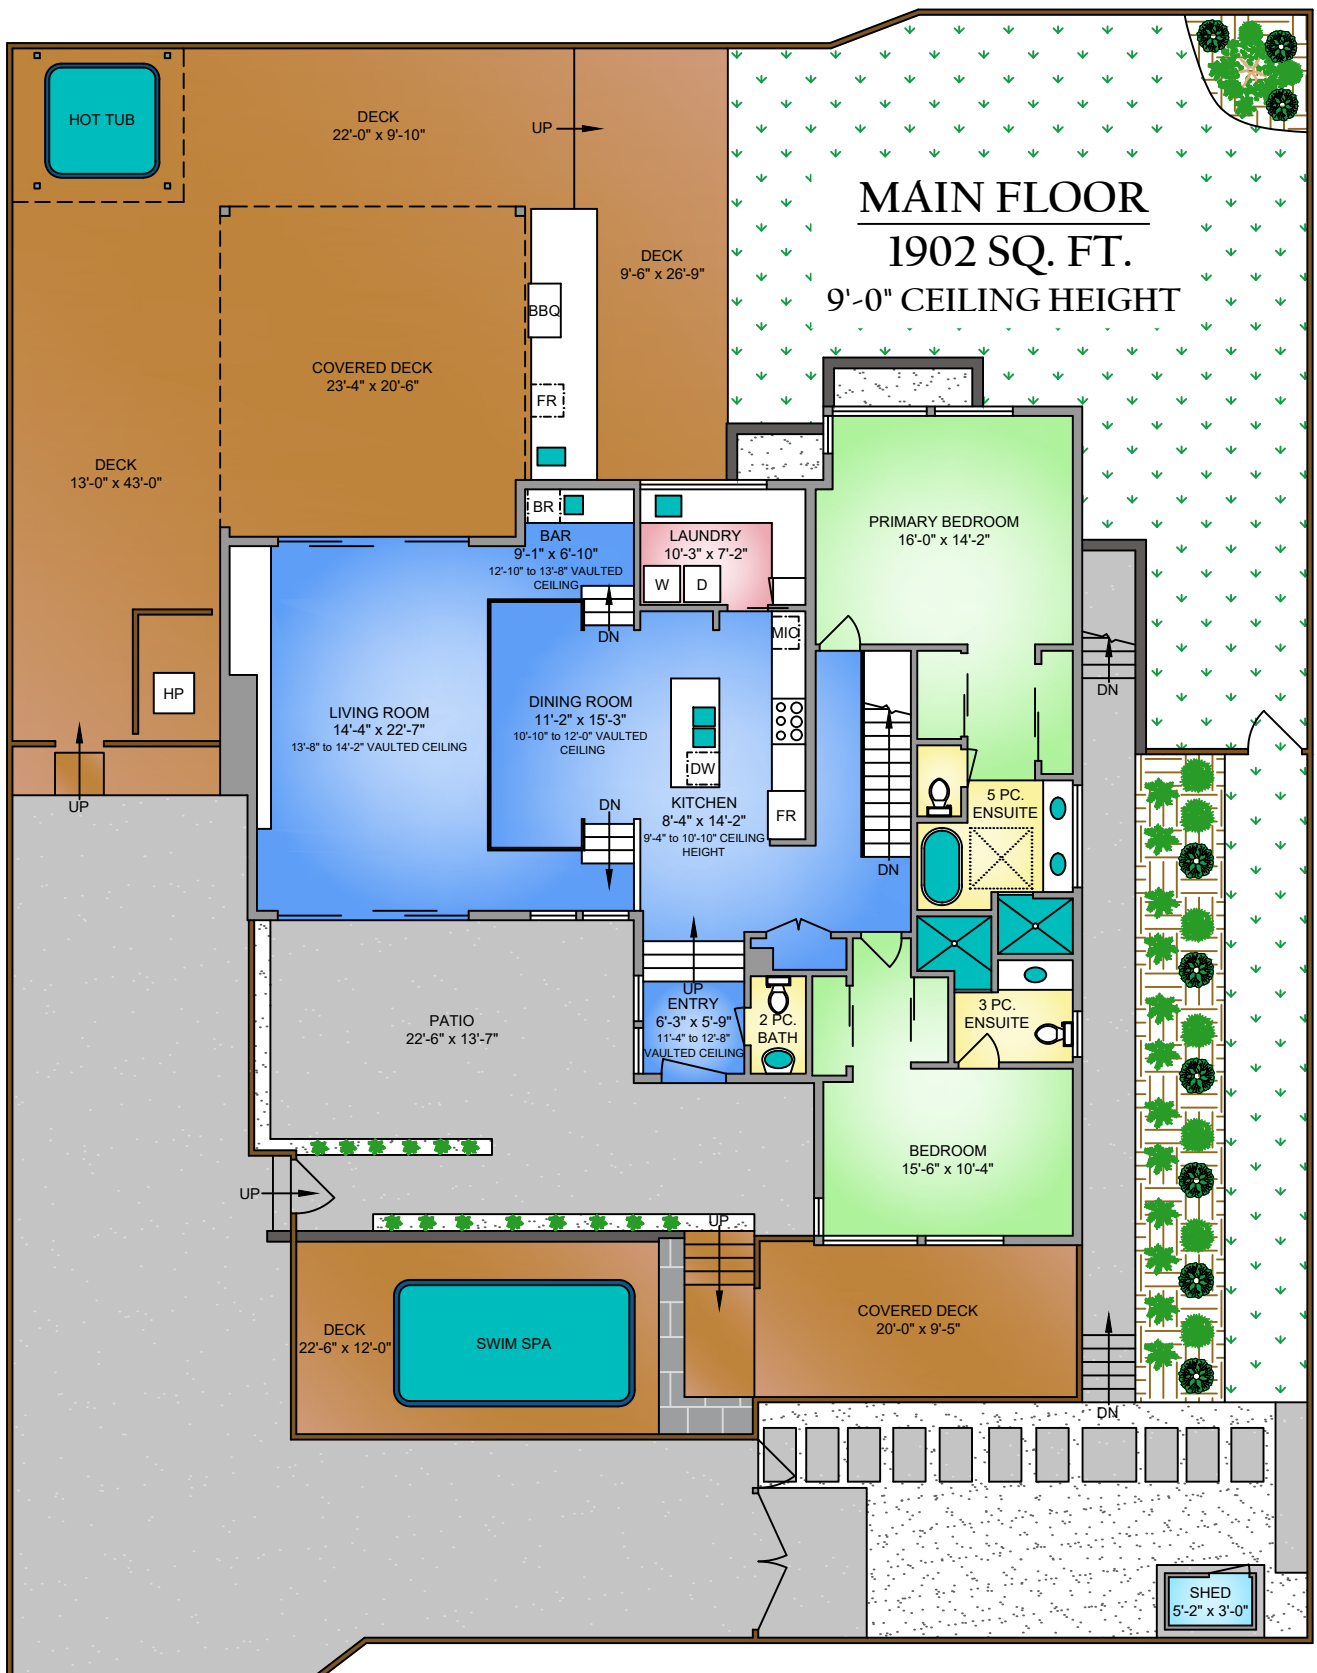 HOT TUB
DECK
22'-0" x 9'-10"
UP
MAIN FLOOR
1902 SQ. FT.
9'-0" CEILING HEIGHT
DECK
9'-6" x 26'-9"
BBQ
COVERED DECK
23'-4" x 20'-6"
FR
DECK
13'-0" x 43'-0"
BR
BAR
9'-1" x 6'-10"
12'-10" to 13'-8" VAULTED
CEILING
LAUNDRY
10'-3" x 7'-2"
W
D
PRIMARY BEDROOM
16'-0" x 14'-2"
DN
MIC
DN
HP
LIVING ROOM
14'-4" x 22'-7"
13'-8" to 14'-2" VAULTED CEILING
DINING ROOM
11'-2" x 15'-3"
10'-10" to 12'-0" VAULTED
CEILING
DW
UP
DN
KITCHEN
8'-4" x 14'-2"
9'-4" to 10'-10" CEILING
HEIGHT
FR
5 PC.
ENSUITE
DN
UP
ENTRY
6'-3" x 5'-9"
11'-4" to 12'-8"
VAULTED CEILING
2 PC.
BATH
3 PC.
ENSUITE
PATIO
22'-6" x 13'-7"
BEDROOM
15'-6" x 10'-4"
UP
UP
DECK
22'-6" x 12'-0"
SWIM SPA
COVERED DECK
20'-0" x 9'-5"
DN
SHED
5'-2" x 3'-0"